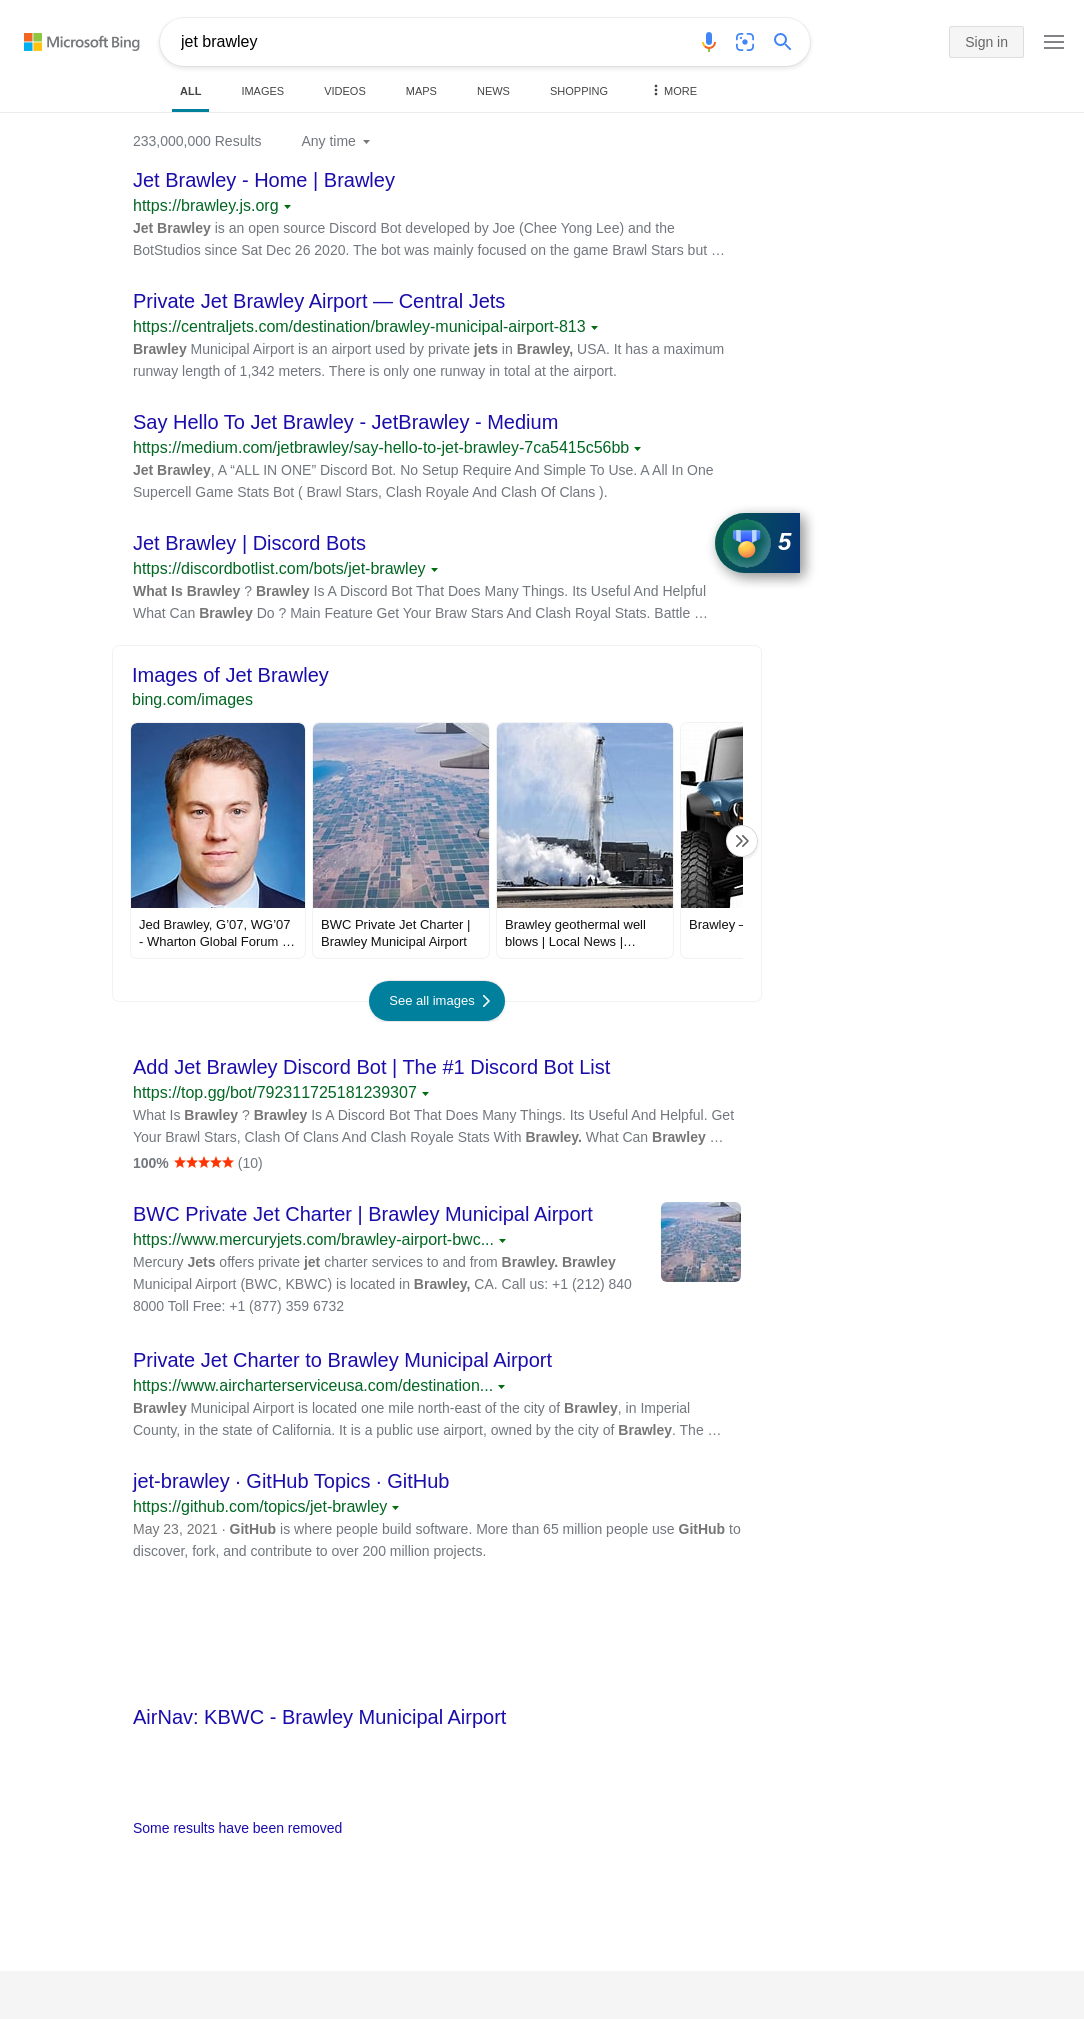 Microsoft Bing
jet brawley
Sign in
ALL IMAGES VIDEOS MAPS NEWS SHOPPING MORE
233,000,000 Results Any time
Jet Brawley - Home | Brawley
https://brawley.js.org
Jet Brawley is an open source Discord Bot developed by Joe (Chee Yong Lee) and the
BotStudios since Sat Dec 26 2020. The bot was mainly focused on the game Brawl Stars but …
Private Jet Brawley Airport — Central Jets
https://centraljets.com/destination/brawley-municipal-airport-813
Brawley Municipal Airport is an airport used by private jets in Brawley, USA. It has a maximum
runway length of 1,342 meters. There is only one runway in total at the airport.
Say Hello To Jet Brawley - JetBrawley - Medium
https://medium.com/jetbrawley/say-hello-to-jet-brawley-7ca5415c56bb
Jet Brawley, A “ALL IN ONE” Discord Bot. No Setup Require And Simple To Use. A All In One
Supercell Game Stats Bot ( Brawl Stars, Clash Royale And Clash Of Clans ).
5
Jet Brawley | Discord Bots
https://discordbotlist.com/bots/jet-brawley
What Is Brawley ? Brawley Is A Discord Bot That Does Many Things. Its Useful And Helpful
What Can Brawley Do ? Main Feature Get Your Braw Stars And Clash Royal Stats. Battle …
Images of Jet Brawley
bing.com/images
Jed Brawley, G’07, WG’07
- Wharton Global Forum …
BWC Private Jet Charter |
Brawley Municipal Airport
Brawley geothermal well
blows | Local News |…
Brawley –
See all images
Add Jet Brawley Discord Bot | The #1 Discord Bot List
https://top.gg/bot/792311725181239307
What Is Brawley ? Brawley Is A Discord Bot That Does Many Things. Its Useful And Helpful. Get
Your Brawl Stars, Clash Of Clans And Clash Royale Stats With Brawley. What Can Brawley …
100% (10)
BWC Private Jet Charter | Brawley Municipal Airport
https://www.mercuryjets.com/brawley-airport-bwc...
Mercury Jets offers private jet charter services to and from Brawley. Brawley
Municipal Airport (BWC, KBWC) is located in Brawley, CA. Call us: +1 (212) 840
8000 Toll Free: +1 (877) 359 6732
Private Jet Charter to Brawley Municipal Airport
https://www.aircharterserviceusa.com/destination...
Brawley Municipal Airport is located one mile north-east of the city of Brawley, in Imperial
County, in the state of California. It is a public use airport, owned by the city of Brawley. The …
jet-brawley · GitHub Topics · GitHub
https://github.com/topics/jet-brawley
May 23, 2021 · GitHub is where people build software. More than 65 million people use GitHub to
discover, fork, and contribute to over 200 million projects.
AirNav: KBWC - Brawley Municipal Airport
Some results have been removed